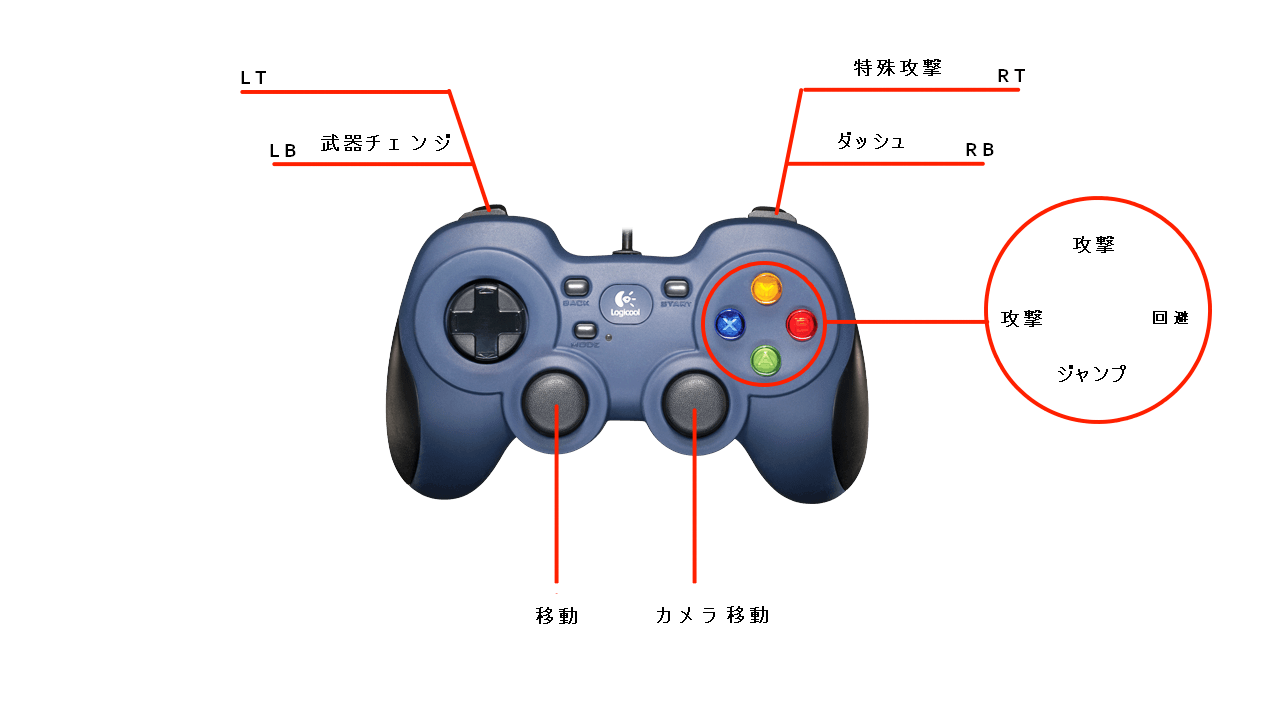 LT
特殊攻撃
RT
LB
武器チェンジ
ダッシュ
RB
攻撃
攻撃
回避
ジャンプ
BACK
Logicool
START
X
MODE
A
移動
カメラ移動